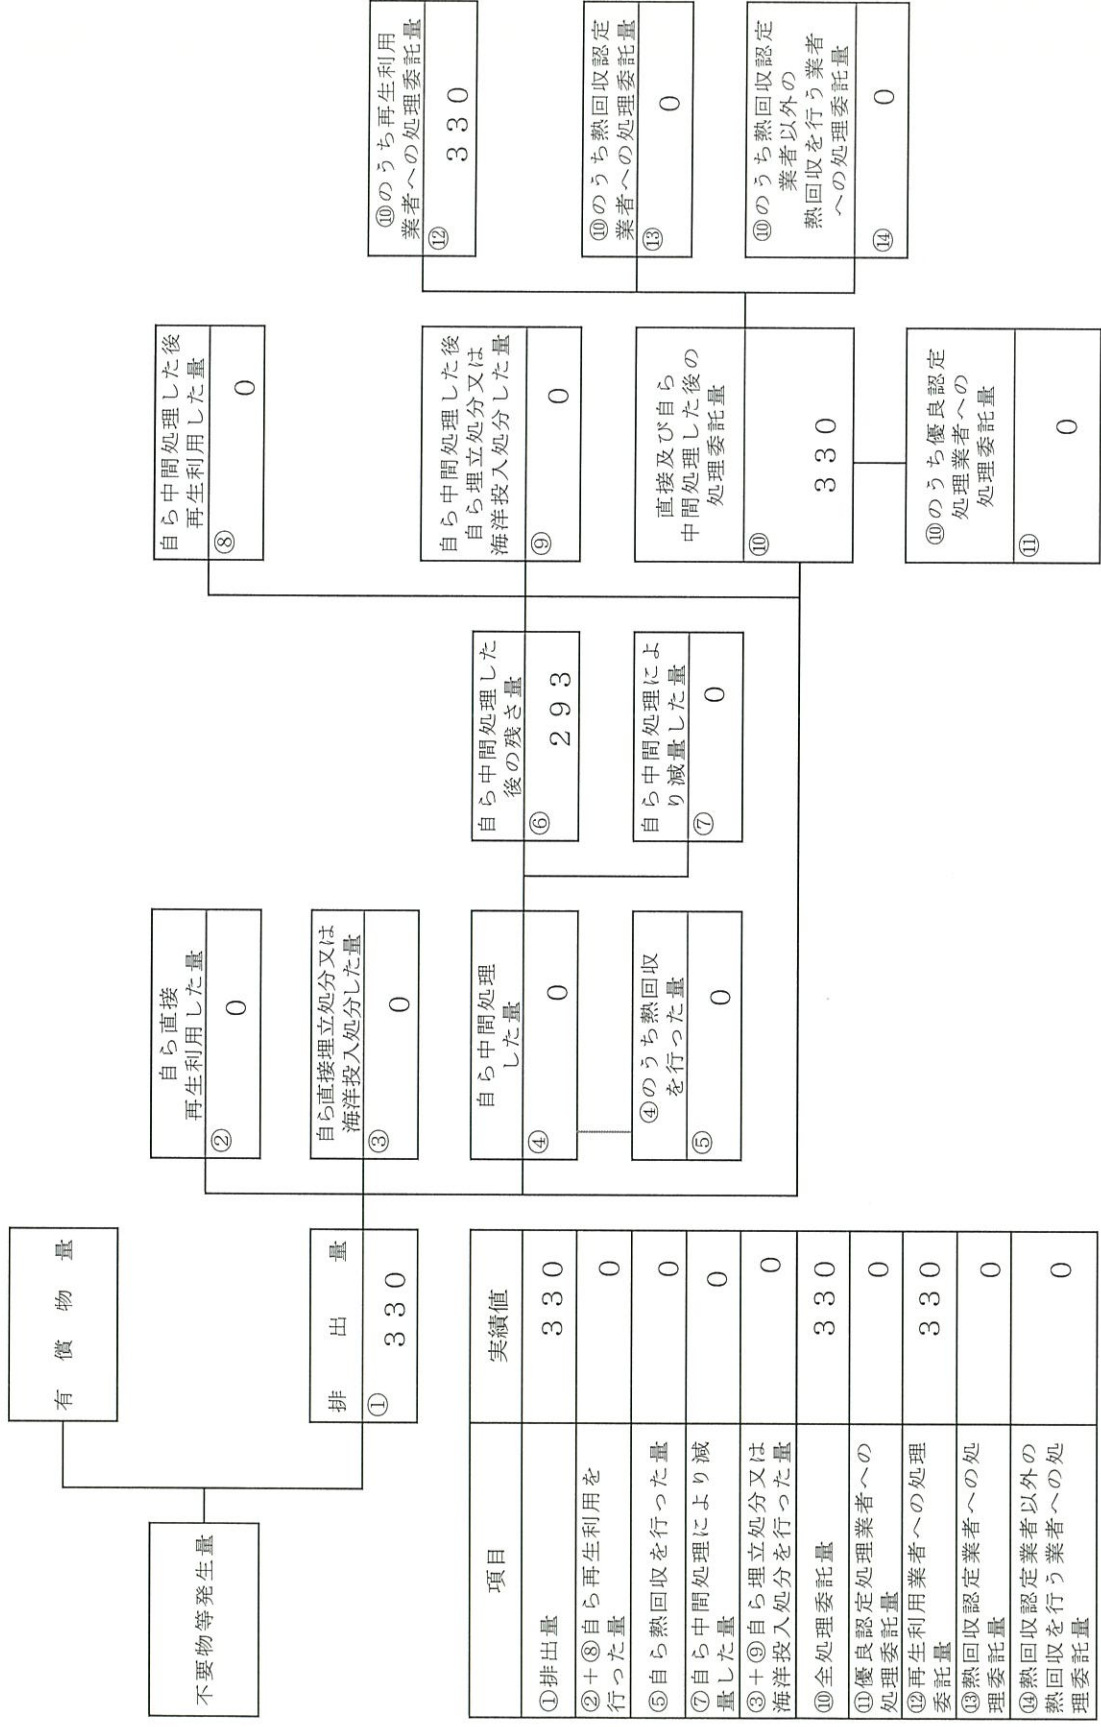 不要物等発生量
有償物量
排出量
① 330
自ら直接
再生利用した量
② 0
自ら直接埋立処分又は
海洋投入処分した量
③ 0
自ら中間処理
した量
④ 0
④のうち熱回収
を行った量
⑤ 0
自ら中間処理した
後の残さ量
⑥ 293
自ら中間処理によ
り減量した量
⑦ 0
自ら中間処理した後
再生利用した量
⑧ 0
自ら中間処理した後
自ら埋立処分又は
海洋投入処分した量
⑨ 0
直接及び自ら
中間処理した後の
処理委託量
⑩ 330
⑩のうち優良認定
処理業者への
処理委託量
⑪ 0
⑩のうち再生利用
業者への処理委託量
⑫ 330
⑩のうち熱回収認定
業者への処理委託量
⑬ 0
⑩のうち熱回収認定
業者以外の
熱回収を行う業者
への処理委託量
⑭ 0
項目 実績値
①排出量 330
②+⑧自ら再生利用を
行った量 0
⑤自ら熱回収を行った量 0
⑦自ら中間処理により減
量した量 0
③+⑨自ら埋立処分又は
海洋投入処分を行った量 0
⑩全処理委託量 330
⑪優良認定処理業者への
処理委託量 0
⑫再生利用業者への処理
委託量 330
⑬熱回収認定業者への処
理委託量 0
⑭熱回収認定業者以外の
熱回収を行う業者への処
理委託量 0